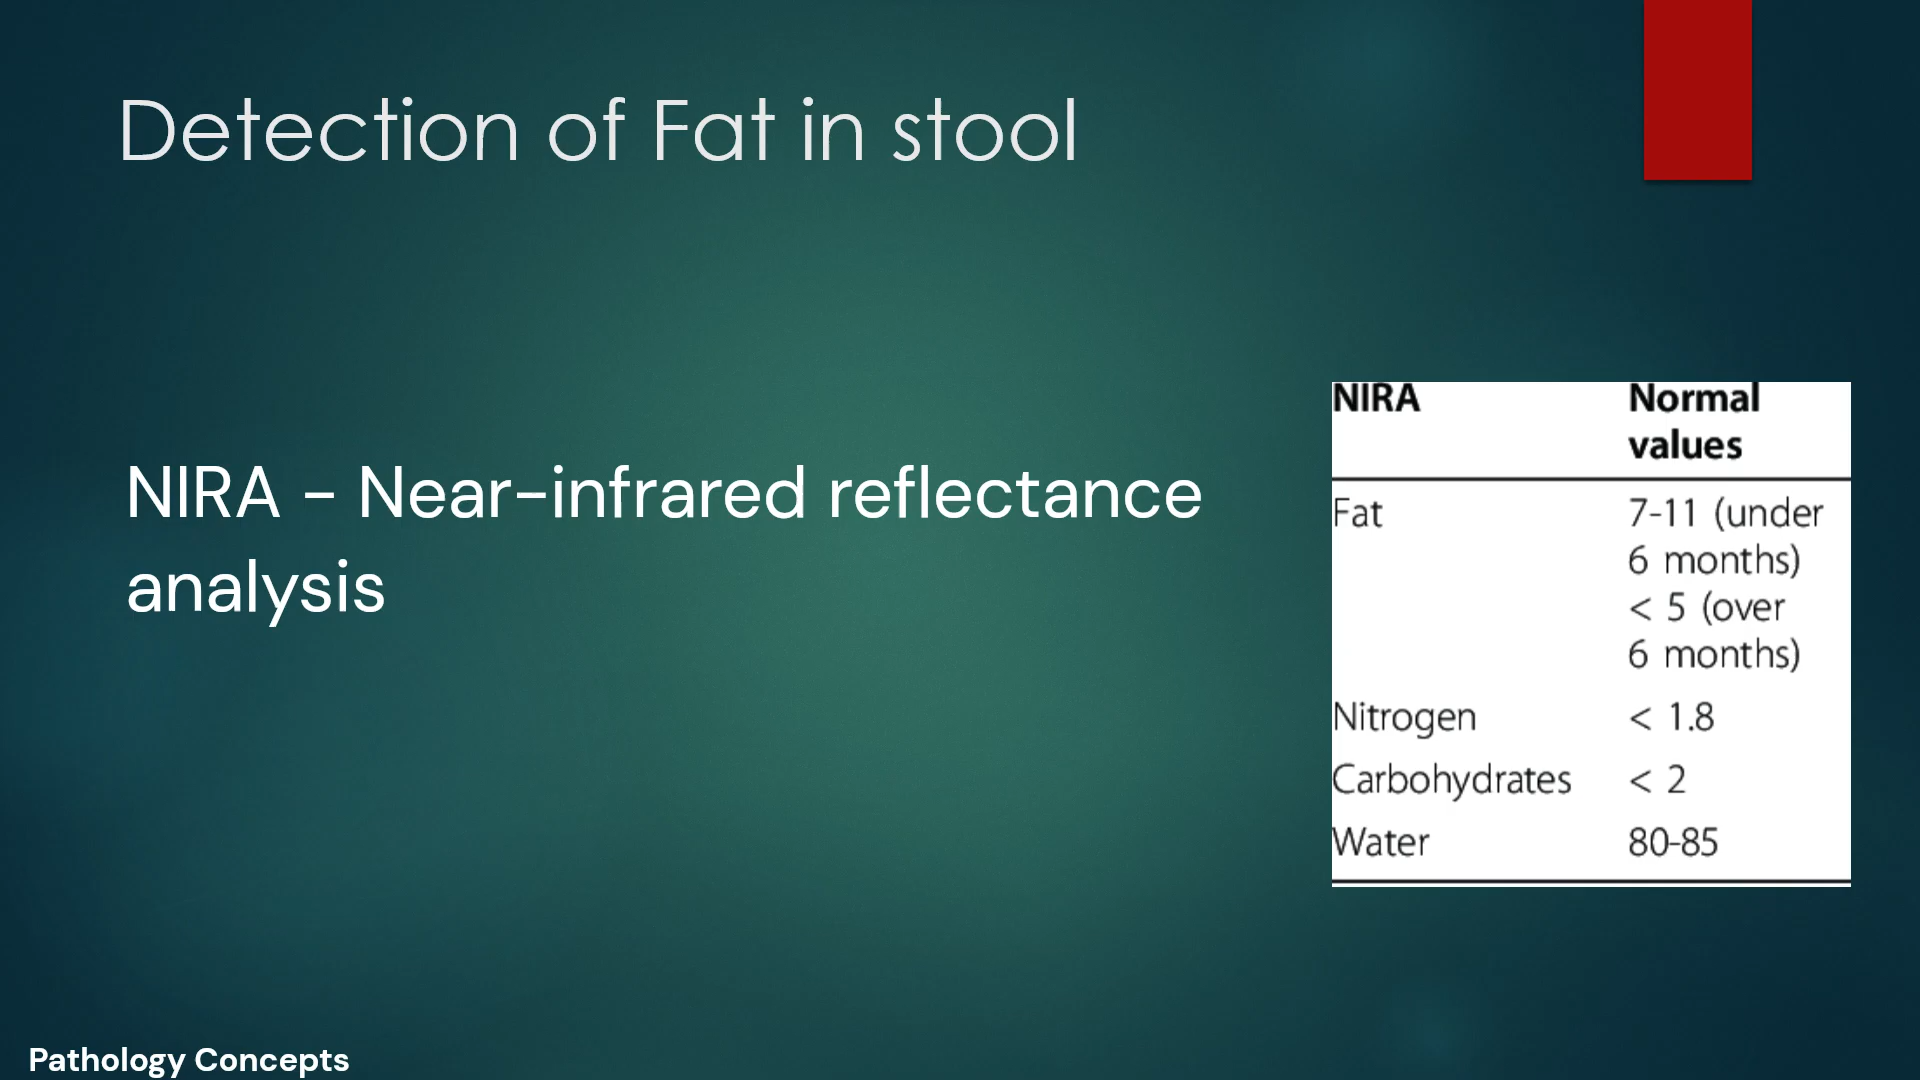 Detection of Fat in stool
NIRA - Near-infrared reflectance
analysis
NIRA Normal
values
Fat 7-11 (under
6 months)
< 5 (over
6 months)
Nitrogen < 1.8
Carbohydrates < 2
Water 80-85
Pathology Concepts